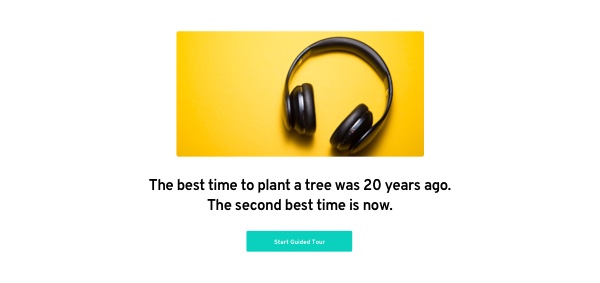 The best time to plant a tree was 20 years ago.
The second best time is now.
Start Guided Tour